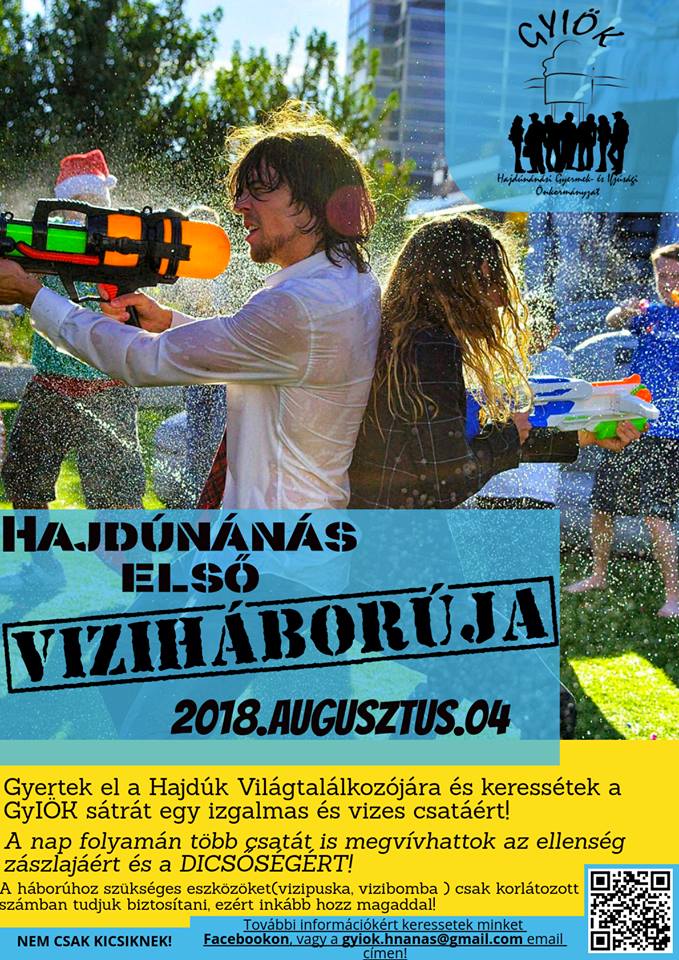 GYIÖK
Hajdúnánási Gyermek- és Ifjúsági
Önkormányzat
HAJDÚNÁNÁS
ELSŐ
VIZIHÁBORÚJA
2018.AUGUSZTUS.04
Gyertek el a Hajdúk Világtalálkozójára és keressétek a
GyIÖK sátrát egy izgalmas és vizes csatáért!
A nap folyamán több csatát is megvívhattok az ellenség
zászlajáért és a DICSŐSÉGÉRT!
A háborúhoz szükséges eszközöket(vizipuska, vizibomba ) csak korlátozott
számban tudjuk biztosítani, ezért inkább hozz magaddal!
NEM CSAK KICSIKNEK!
További információkért keressetek minket
Facebookon, vagy a gyiok.hnanas@gmail.com email
címen!